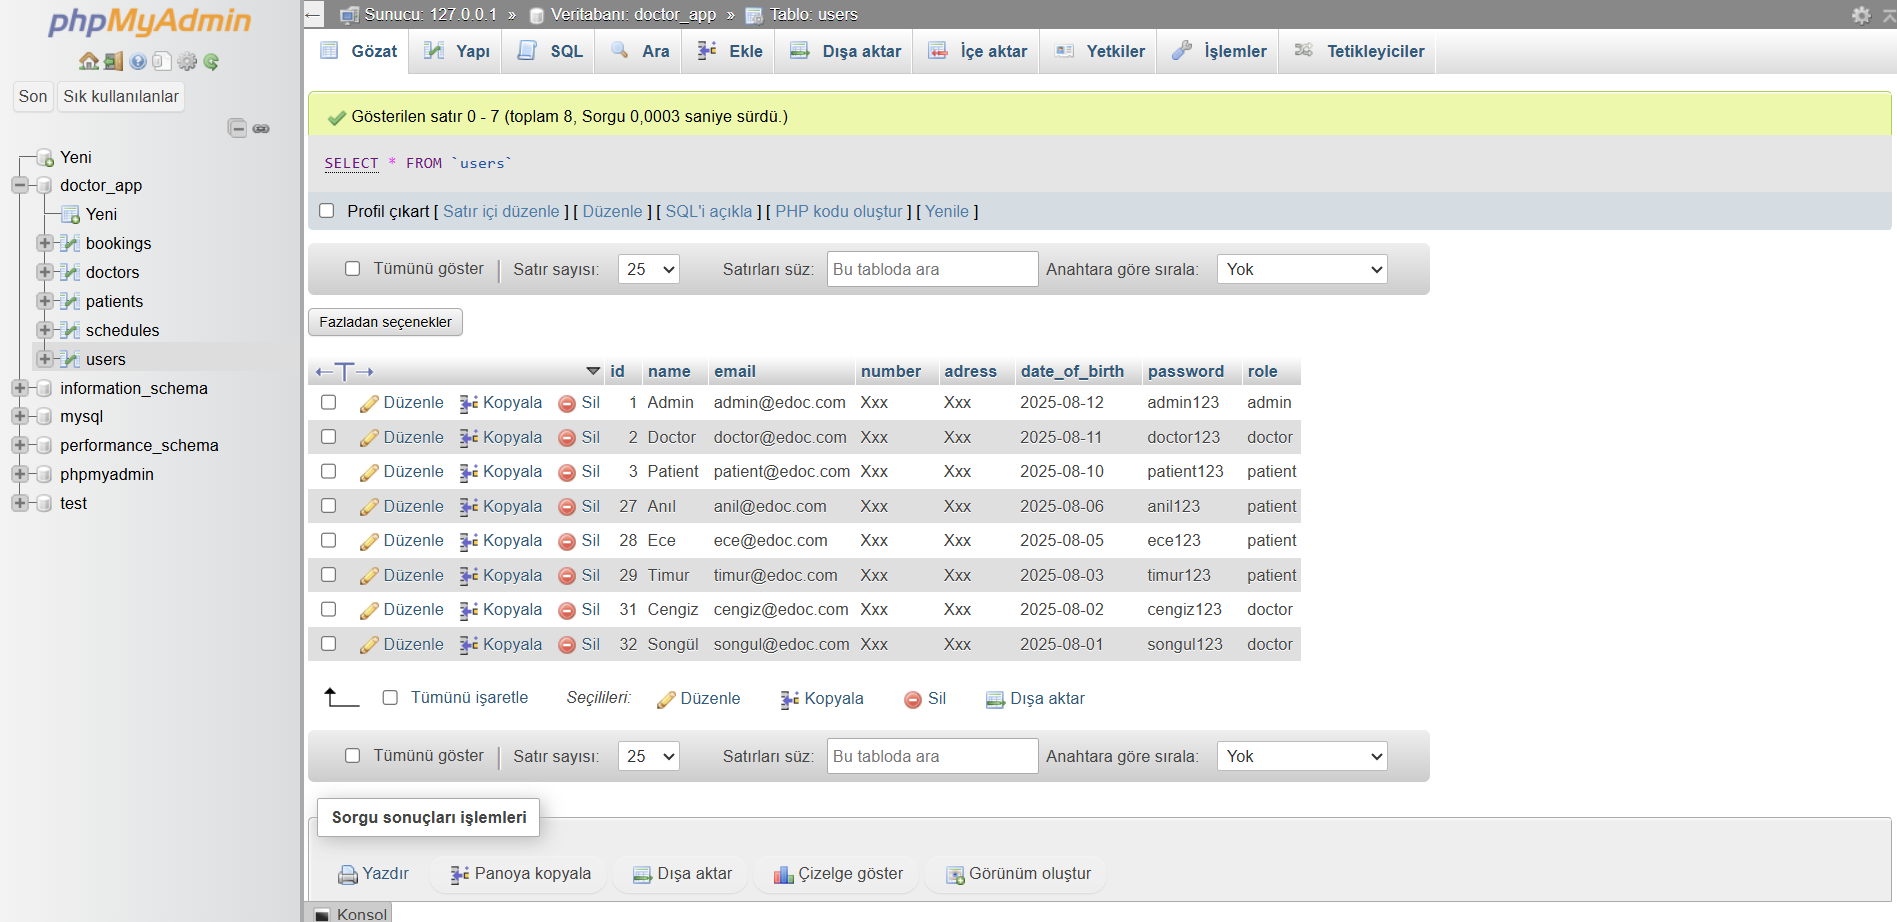 phpMyAdmin
Son Sık kullanılanlar
Yeni
doctor_app
Yeni
bookings
doctors
patients
schedules
users
information_schema
mysql
performance_schema
phpmyadmin
test
Sunucu: 127.0.0.1 » Veritabanı: doctor_app » Tablo: users
Gözat Yapı SQL Ara Ekle Dışa aktar İçe aktar Yetkiler İşlemler Tetikleyiciler
Gösterilen satır 0 - 7 (toplam 8, Sorgu 0,0003 saniye sürdü.)
SELECT * FROM `users`
Profil çıkart [ Satır içi düzenle ] [ Düzenle ] [ SQL'i açıkla ] [ PHP kodu oluştur ] [ Yenile ]
Tümünü göster Satır sayısı: 25 Satırları süz: Bu tabloda ara Anahtara göre sırala: Yok
Fazladan seçenekler
←T→ id name email number adress date_of_birth password role
Düzenle Kopyala Sil 1 Admin admin@edoc.com Xxx Xxx 2025-08-12 admin123 admin
Düzenle Kopyala Sil 2 Doctor doctor@edoc.com Xxx Xxx 2025-08-11 doctor123 doctor
Düzenle Kopyala Sil 3 Patient patient@edoc.com Xxx Xxx 2025-08-10 patient123 patient
Düzenle Kopyala Sil 27 Anıl anil@edoc.com Xxx Xxx 2025-08-06 anil123 patient
Düzenle Kopyala Sil 28 Ece ece@edoc.com Xxx Xxx 2025-08-05 ece123 patient
Düzenle Kopyala Sil 29 Timur timur@edoc.com Xxx Xxx 2025-08-03 timur123 patient
Düzenle Kopyala Sil 31 Cengiz cengiz@edoc.com Xxx Xxx 2025-08-02 cengiz123 doctor
Düzenle Kopyala Sil 32 Songül songul@edoc.com Xxx Xxx 2025-08-01 songul123 doctor
Tümünü işaretle Seçilileri: Düzenle Kopyala Sil Dışa aktar
Tümünü göster Satır sayısı: 25 Satırları süz: Bu tabloda ara Anahtara göre sırala: Yok
Sorgu sonuçları işlemleri
Yazdır Panoya kopyala Dışa aktar Çizelge göster Görünüm oluştur
Konsol